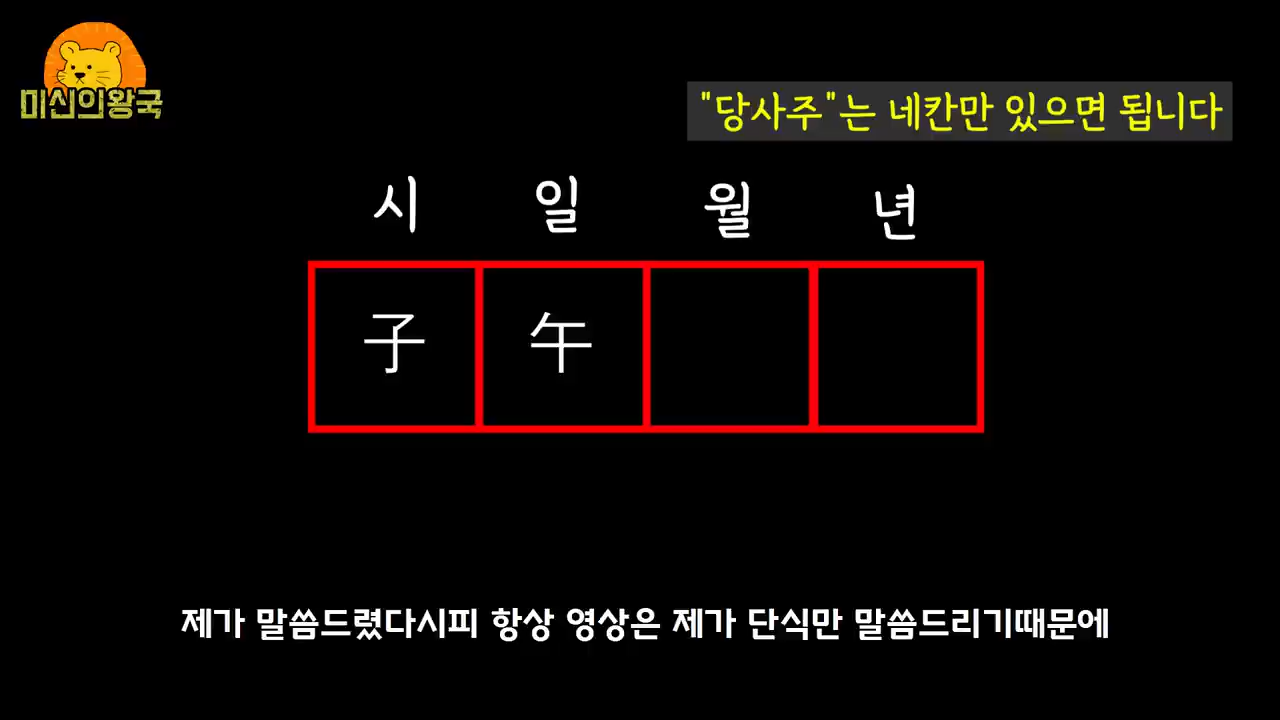 미신의왕국
"당사주"는 네칸만 있으면 됩니다
시 일 월 년
子 午
제가 말씀드렸다시피 항상 영상은 제가 단식만 말씀드리기때문에